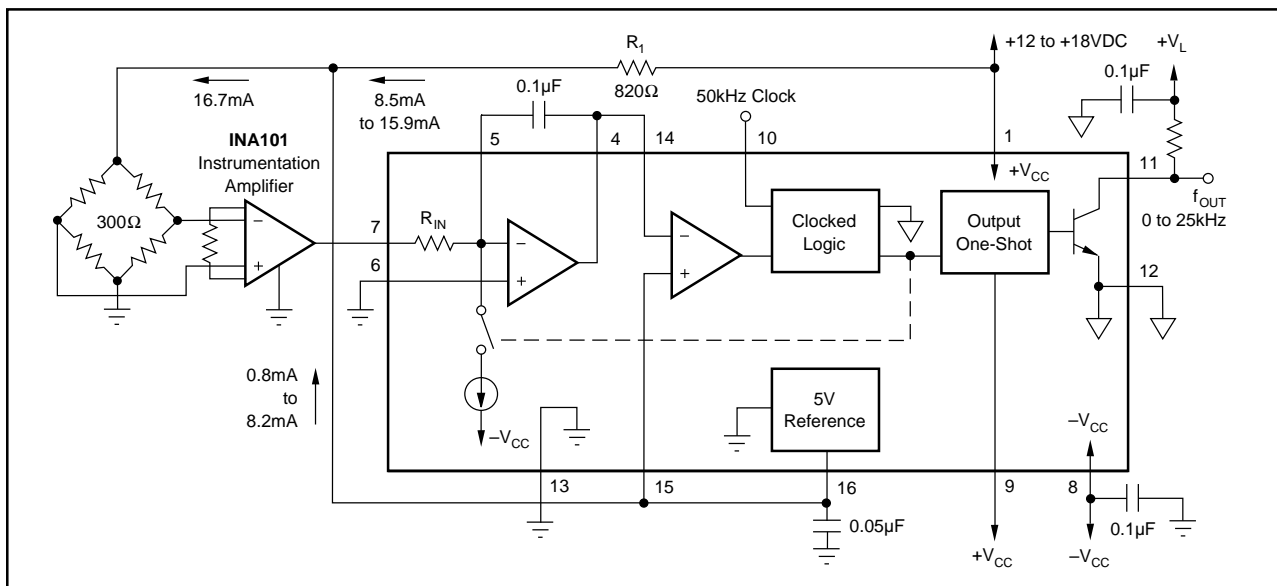 R1
+12 to +18VDC
+VL
16.7mA
8.5mA
to 15.9mA
820Ω
0.1µF
0.1µF
50kHz Clock
INA101
Instrumentation
Amplifier
5
4
14
10
1
11
+VCC
fOUT
0 to 25kHz
300Ω
−
+
7
RIN
6
−
+
−
+
Clocked
Logic
Output
One-Shot
12
0.8mA
to
8.2mA
−VCC
5V
Reference
−VCC
13
15
16
9
8
0.05µF
0.1µF
+VCC
−VCC